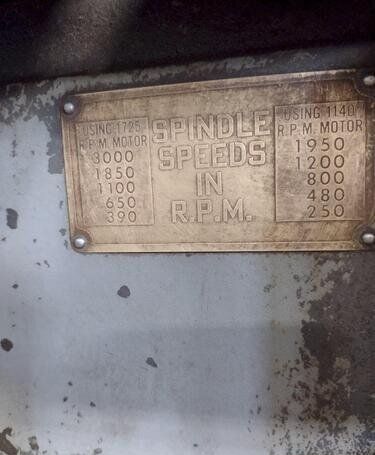 USING 1725
R.P.M. MOTOR
3000
1850
1100
650
390
SPINDLE
SPEEDS
IN
R.P.M.
USING 1140
R.P.M. MOTOR
1950
1200
800
480
250